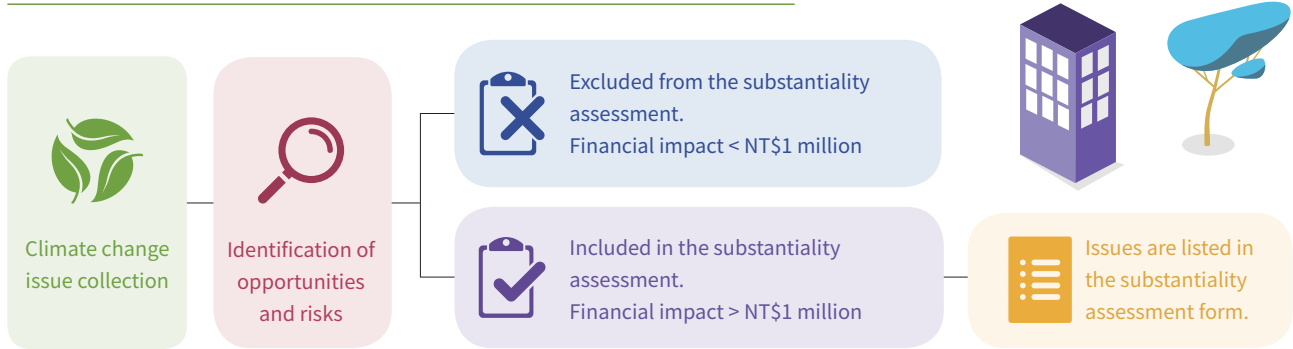 Climate change
issue collection
Identification of
opportunities
and risks
Excluded from the substantiality
assessment.
Financial impact < NT$1 million
Included in the substantiality
assessment.
Financial impact > NT$1 million
Issues are listed in
the substantiality
assessment form.